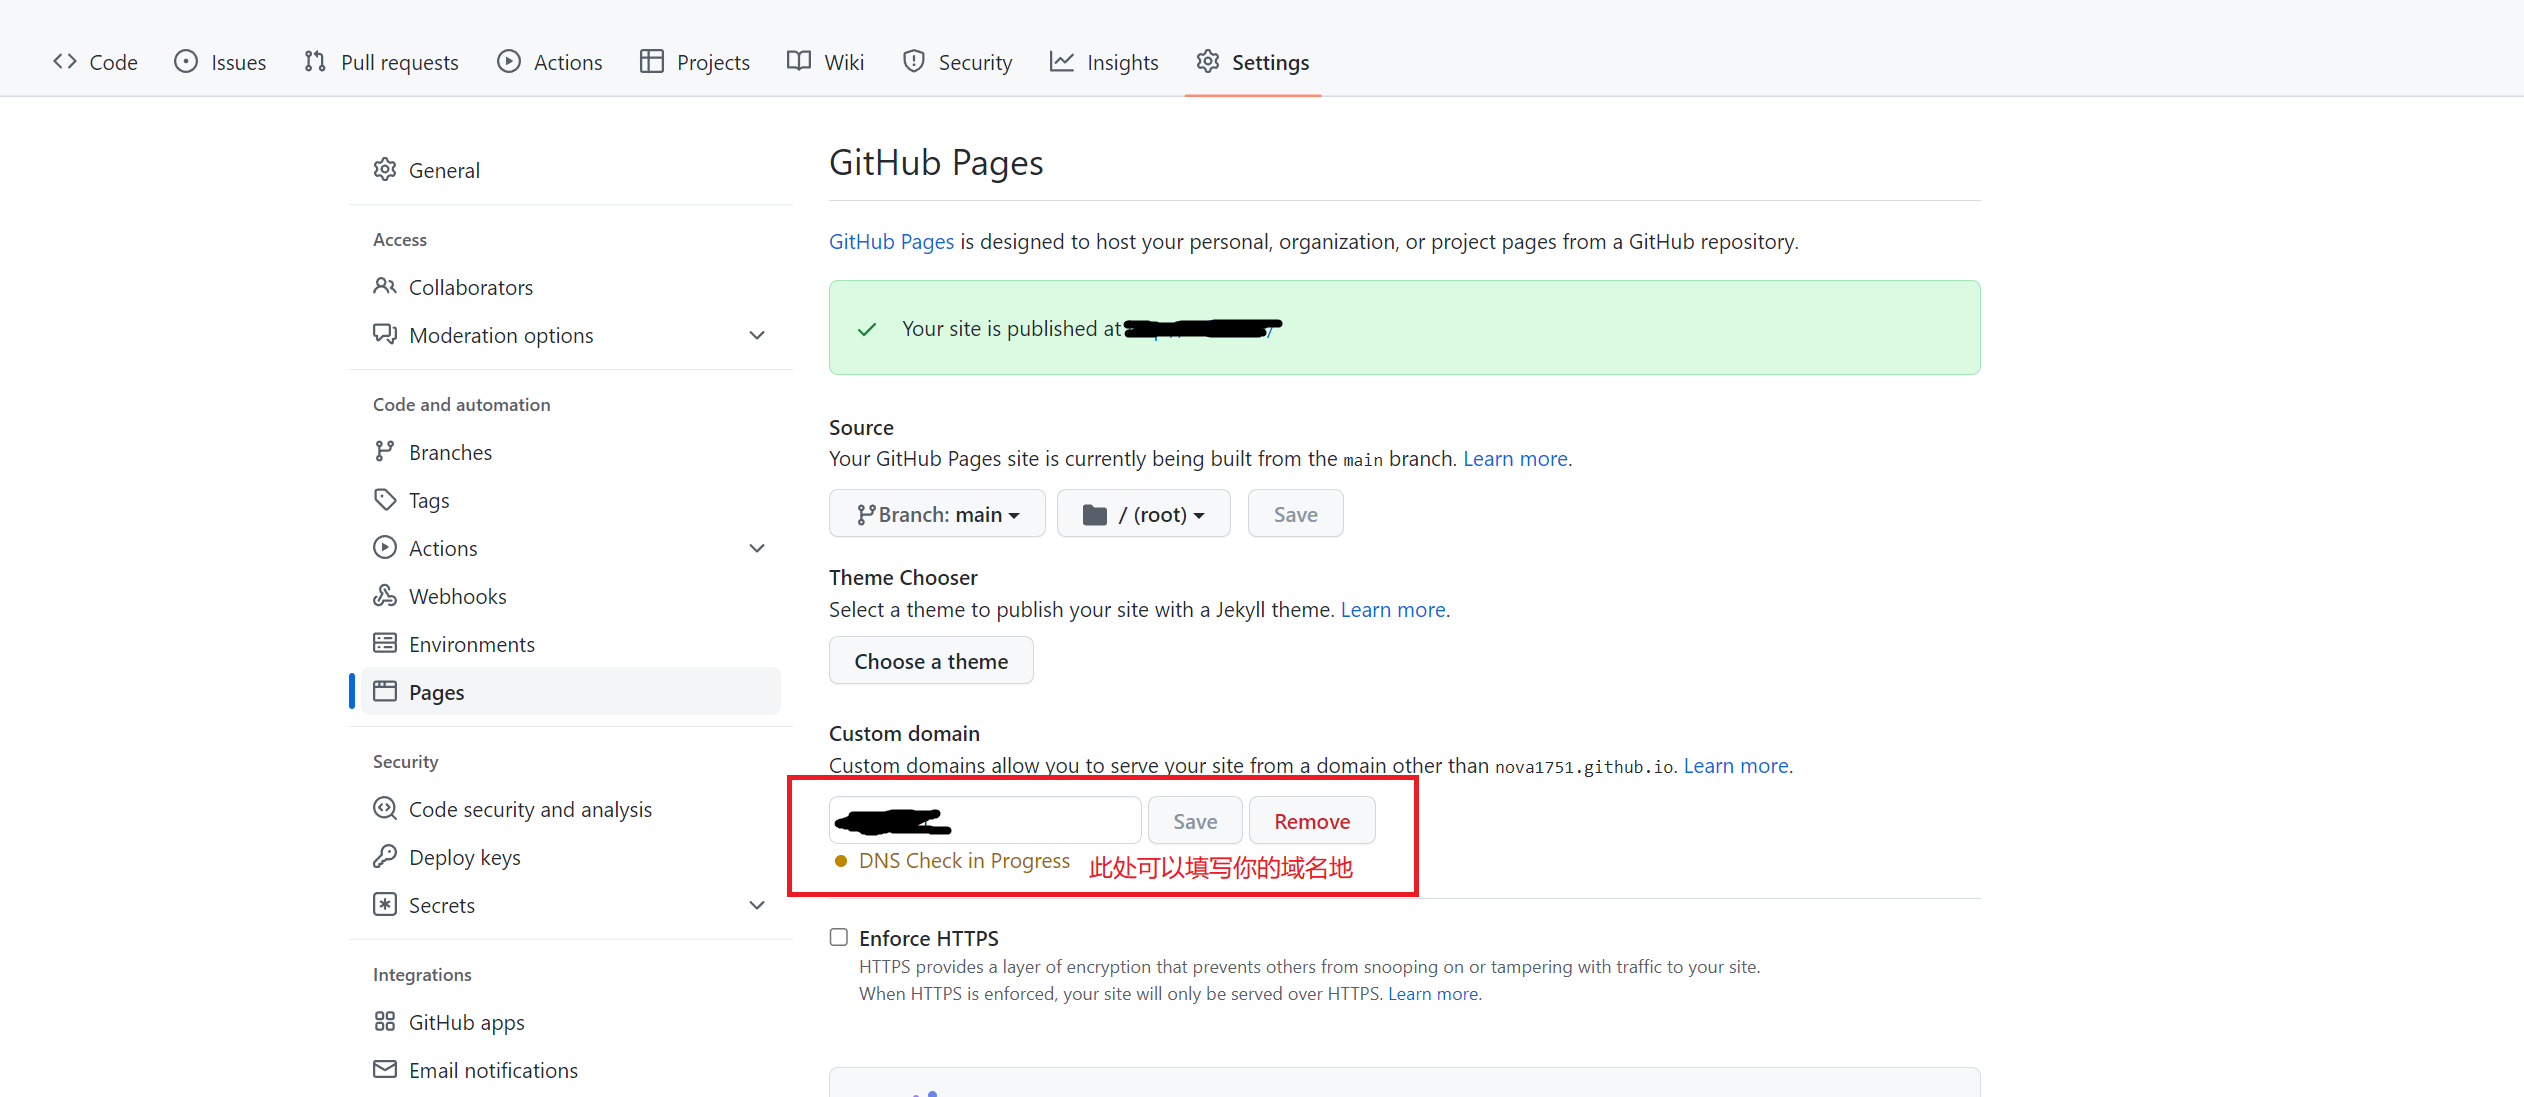 Code Issues Pull requests Actions Projects Wiki Security Insights Settings
General
Access
Collaborators
Moderation options
Code and automation
Branches
Tags
Actions
Webhooks
Environments
Pages
Security
Code security and analysis
Deploy keys
Secrets
Integrations
GitHub apps
Email notifications
GitHub Pages
GitHub Pages is designed to host your personal, organization, or project pages from a GitHub repository.
Your site is published at
Source
Your GitHub Pages site is currently being built from the main branch. Learn more.
Branch: main / (root) Save
Theme Chooser
Select a theme to publish your site with a Jekyll theme. Learn more.
Choose a theme
Custom domain
Custom domains allow you to serve your site from a domain other than nova1751.github.io. Learn more.
Save Remove
DNS Check in Progress 此处可以填写你的域名地
Enforce HTTPS
HTTPS provides a layer of encryption that prevents others from snooping on or tampering with traffic to your site.
When HTTPS is enforced, your site will only be served over HTTPS. Learn more.